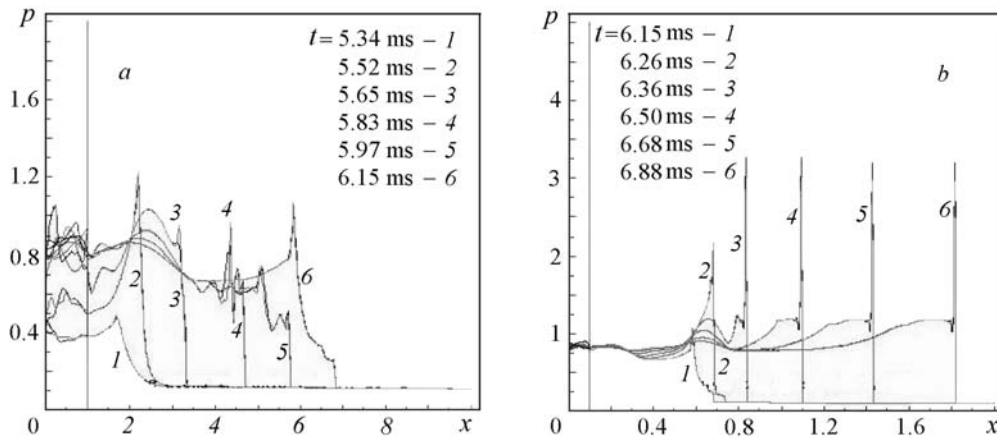 p
t= 5.34 ms – 1
5.52 ms – 2
5.65 ms – 3
5.83 ms – 4
5.97 ms – 5
6.15 ms – 6
a
1.6
1.2
0.8
0.4
0
2 4 6 8 x
1 2 3 3 4 4 5 6
p
t=6.15 ms – 1
6.26 ms – 2
6.36 ms – 3
6.50 ms – 4
6.68 ms – 5
6.88 ms – 6
b
4
3
2
1
0
0.4 0.8 1.2 1.6 x
1 2 2 3 4 5 6